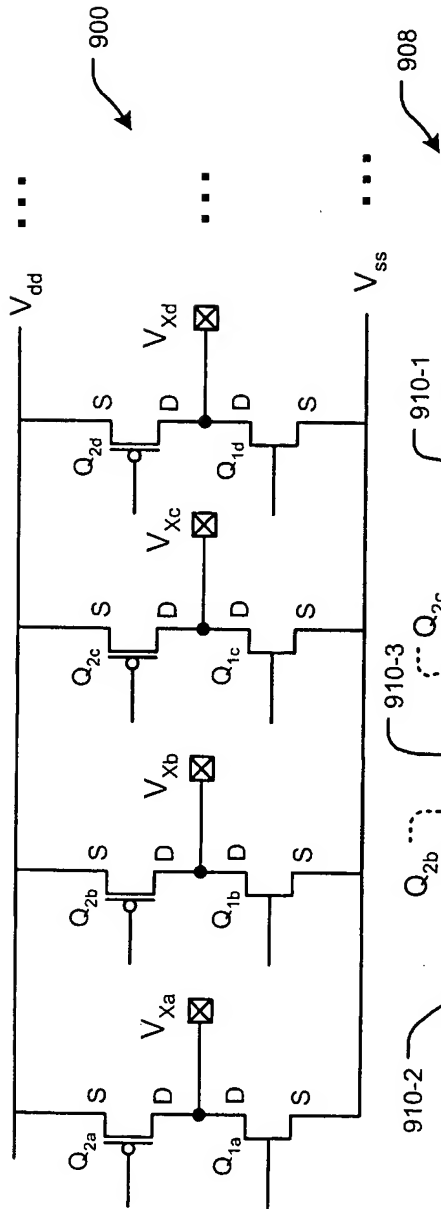 900
V_dd
S S S S
Q_2a Q_2b Q_2c Q_2d
D D D D
V_Xa V_Xb V_Xc V_Xd
D D D D
Q_1a Q_1b Q_1c Q_1d
S S S S
V_ss
908
910-2 910-3 910-1
Q_2b Q_2c